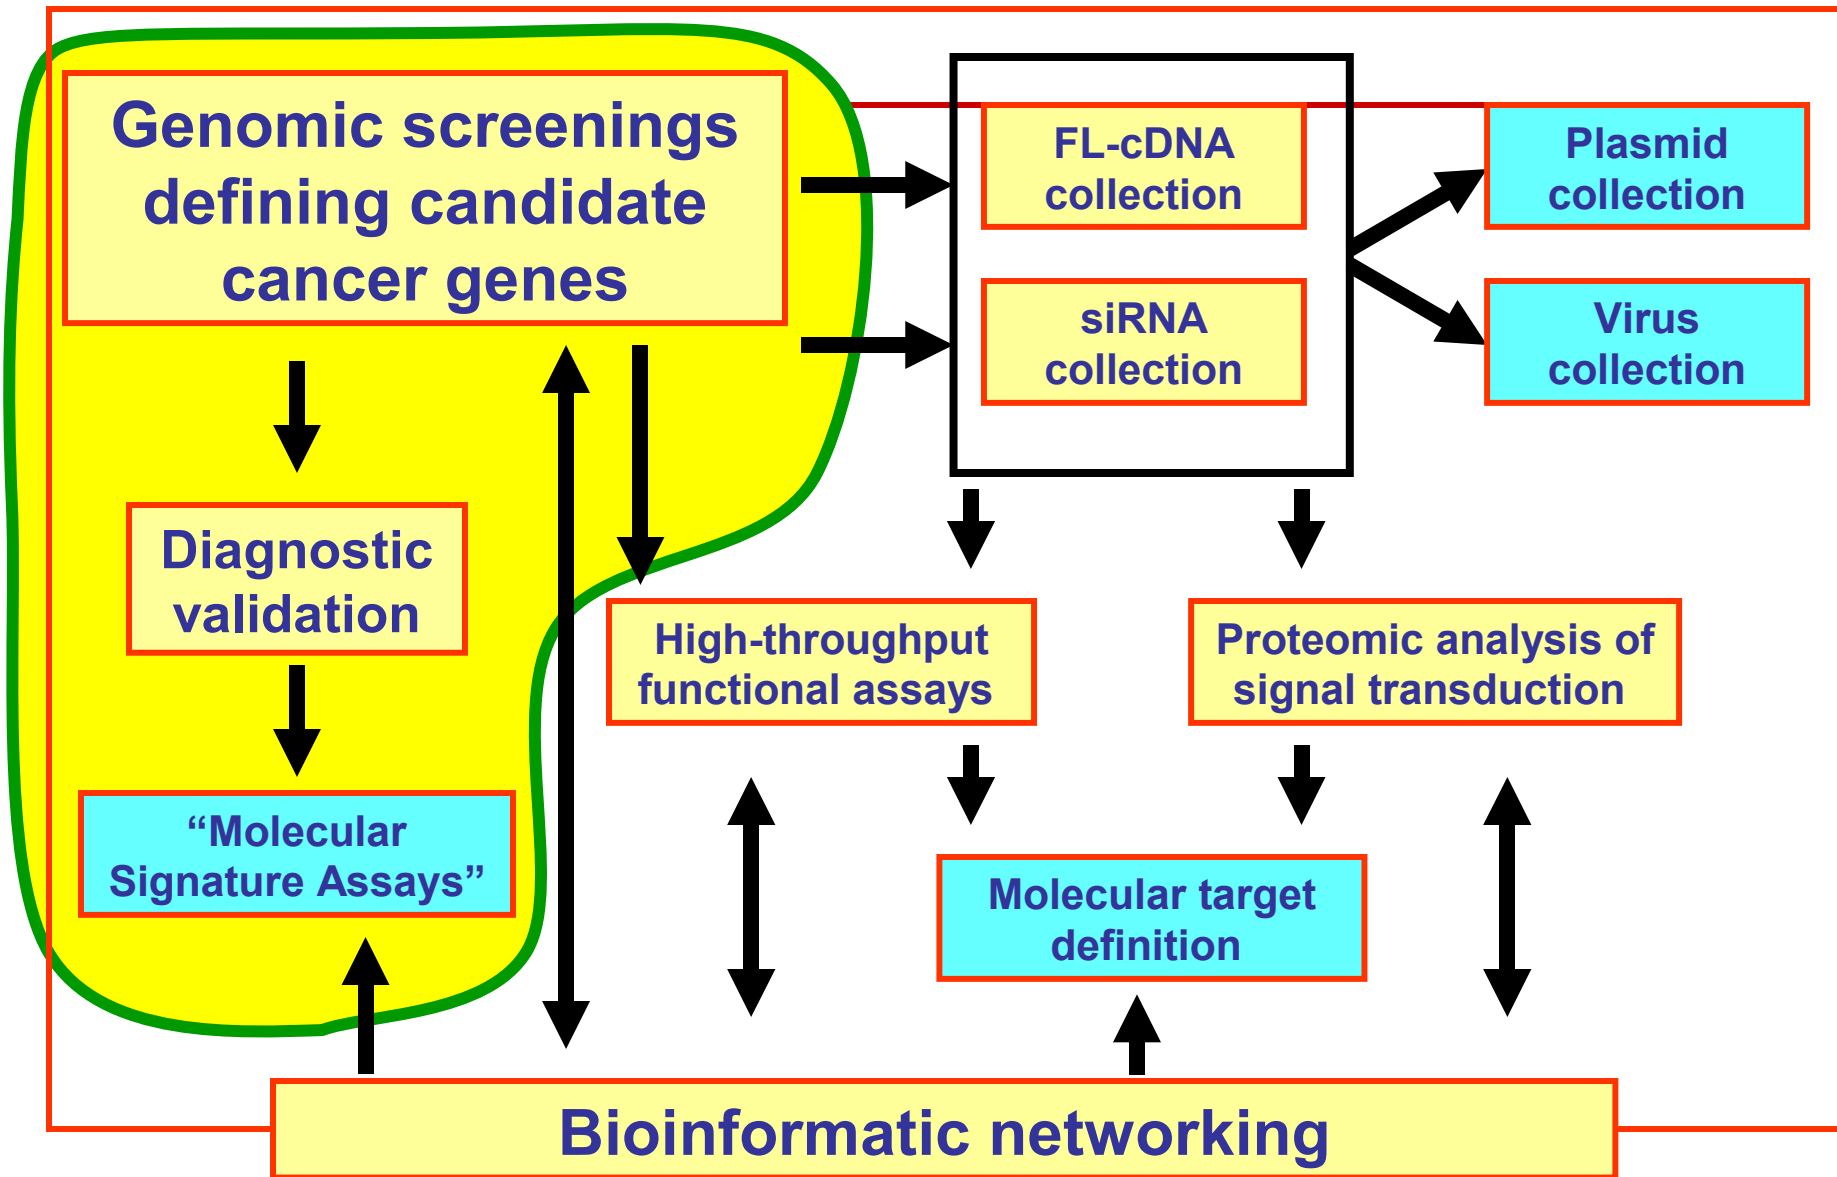 Genomic screenings
defining candidate
cancer genes
FL-cDNA
collection
Plasmid
collection
siRNA
collection
Virus
collection
Diagnostic
validation
High-throughput
functional assays
Proteomic analysis of
signal transduction
“Molecular
Signature Assays”
Molecular target
definition
Bioinformatic networking